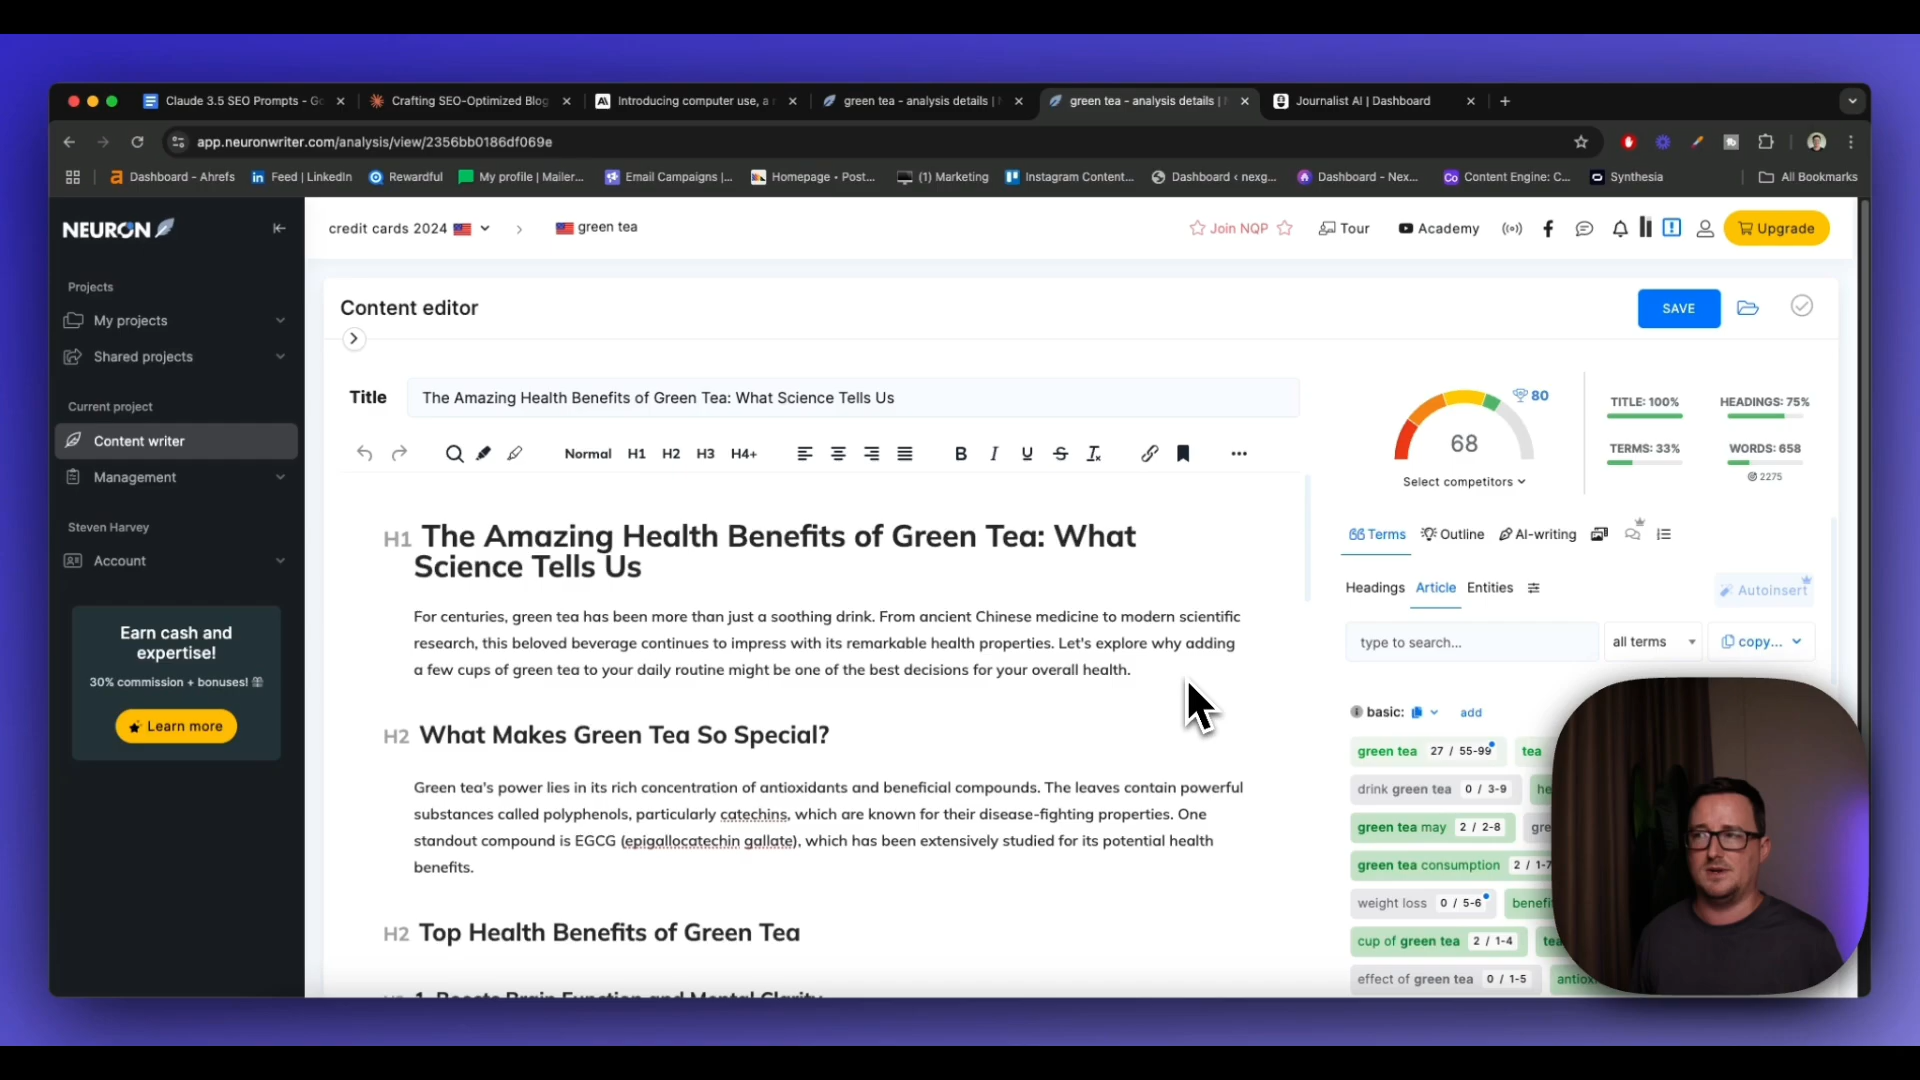 Claude 3.5 SEO Prompts - Go
Crafting SEO-Optimized Blog
Introducing computer use, a
green tea - analysis details |
green tea - analysis details |
Journalist AI | Dashboard
app.neuronwriter.com/analysis/view/2356bb0186df069e
Dashboard - Ahrefs
Feed | LinkedIn
Rewardful
My profile | Mailer...
Email Campaigns |...
Homepage • Post...
(1) Marketing
Instagram Content...
Dashboard ‹ nexg...
Dashboard - Nex...
Content Engine: C...
Synthesia
All Bookmarks
NEURON
credit cards 2024
green tea
Join NQP
Tour
Academy
Upgrade
Projects
My projects
Shared projects
Current project
Content writer
Management
Steven Harvey
Account
Earn cash and
expertise!
30% commission + bonuses!
Learn more
Content editor
SAVE
Title
The Amazing Health Benefits of Green Tea: What Science Tells Us
Normal H1 H2 H3 H4+ B I U S
H1 The Amazing Health Benefits of Green Tea: What
Science Tells Us
For centuries, green tea has been more than just a soothing drink. From ancient Chinese medicine to modern scientific
research, this beloved beverage continues to impress with its remarkable health properties. Let's explore why adding
a few cups of green tea to your daily routine might be one of the best decisions for your overall health.
H2 What Makes Green Tea So Special?
Green tea's power lies in its rich concentration of antioxidants and beneficial compounds. The leaves contain powerful
substances called polyphenols, particularly catechins, which are known for their disease-fighting properties. One
standout compound is EGCG (epigallocatechin gallate), which has been extensively studied for its potential health
benefits.
H2 Top Health Benefits of Green Tea
1. Boosts Brain Function and Mental Clarity
80
68
Select competitors
TITLE: 100%
HEADINGS: 75%
TERMS: 33%
WORDS: 658
2275
Terms
Outline
AI-writing
Headings
Article
Entities
Autoinsert
type to search...
all terms
copy...
basic:
add
green tea 27 / 55-99
tea
drink green tea 0 / 3-9
he
green tea may 2 / 2-8
gre
green tea consumption 2 / 1-7
weight loss 0 / 5-6
benefi
cup of green tea 2 / 1-4
tea
effect of green tea 0 / 1-5
antiox